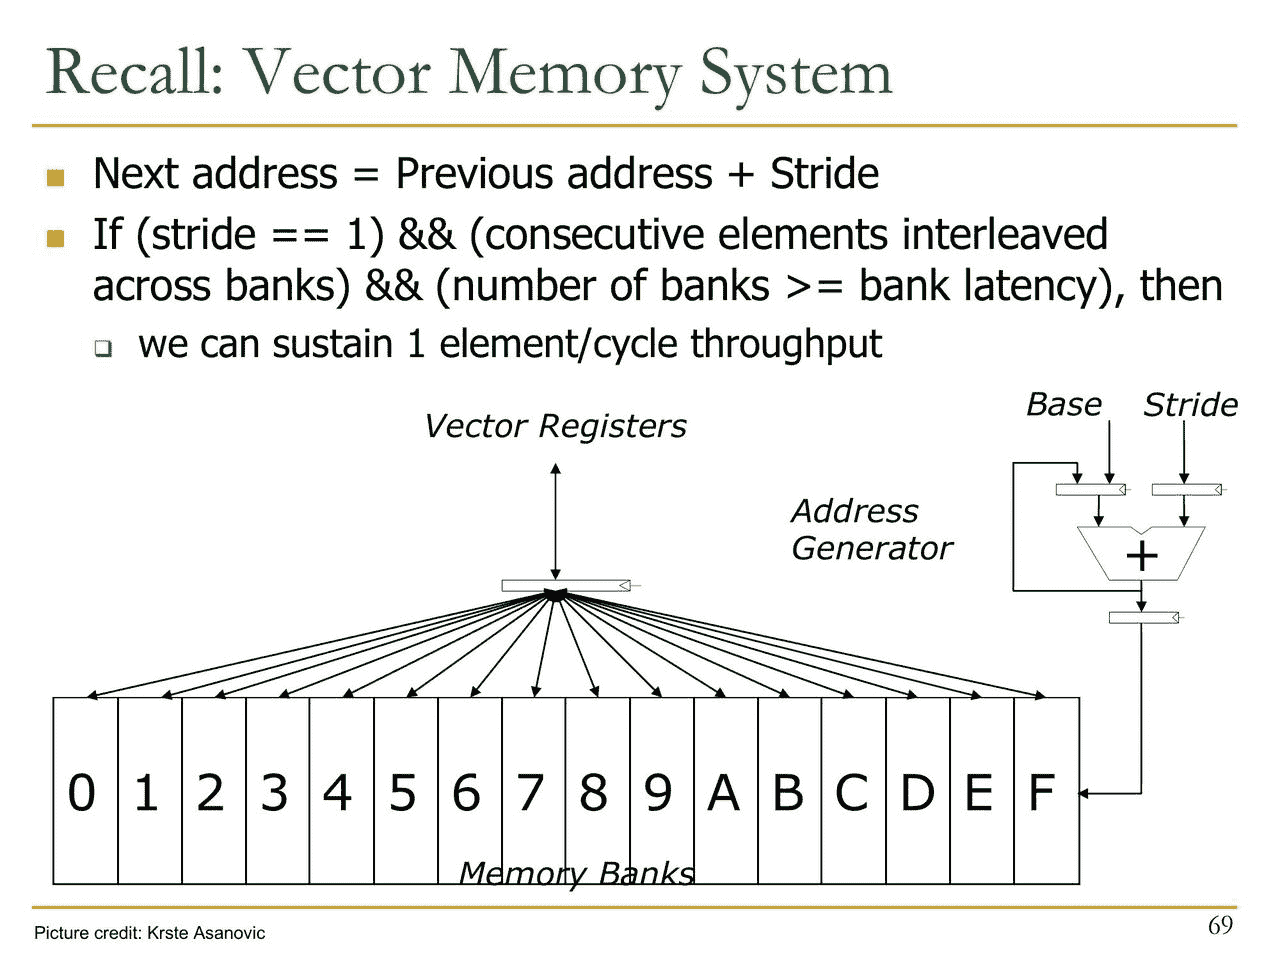 Recall: Vector Memory System
Next address = Previous address + Stride
If (stride == 1) && (consecutive elements interleaved
across banks) && (number of banks >= bank latency), then
we can sustain 1 element/cycle throughput
Base Stride
Vector Registers
Address
Generator
+
0 1 2 3 4 5 6 7 8 9 A B C D E F
Memory Banks
Picture credit: Krste Asanovic
69